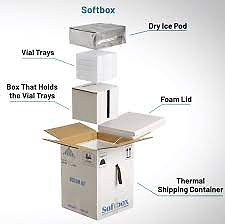 Softbox
Dry Ice Pod
Vial Trays
Box That Holds
the Vial Trays
Foam Lid
Thermal
Shipping Container
Softbox